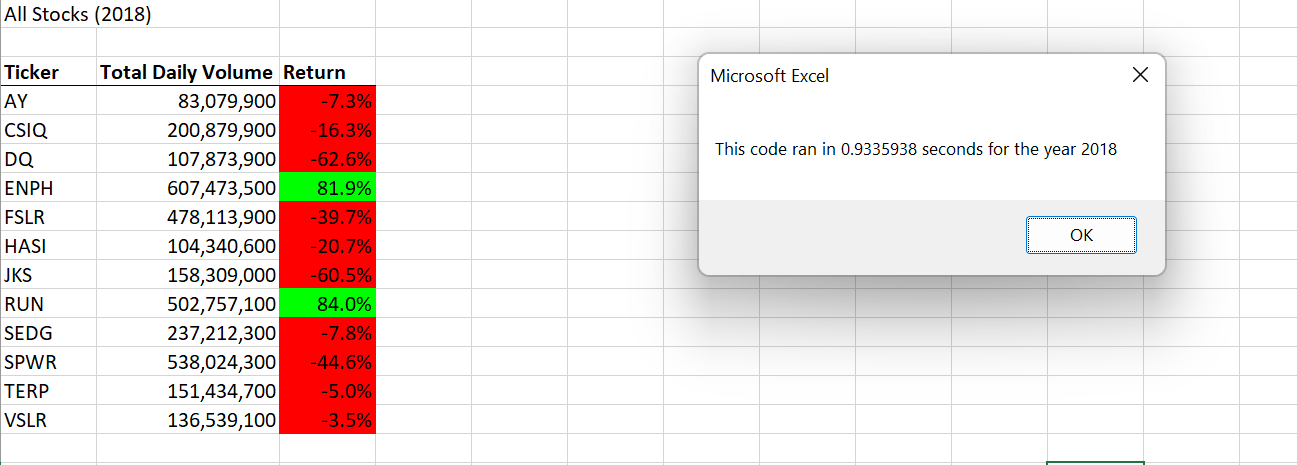 All Stocks (2018)
Ticker Total Daily Volume Return
AY 83,079,900 -7.3%
CSIQ 200,879,900 -16.3%
DQ 107,873,900 -62.6%
ENPH 607,473,500 81.9%
FSLR 478,113,900 -39.7%
HASI 104,340,600 -20.7%
JKS 158,309,000 -60.5%
RUN 502,757,100 84.0%
SEDG 237,212,300 -7.8%
SPWR 538,024,300 -44.6%
TERP 151,434,700 -5.0%
VSLR 136,539,100 -3.5%
Microsoft Excel
This code ran in 0.9335938 seconds for the year 2018
OK